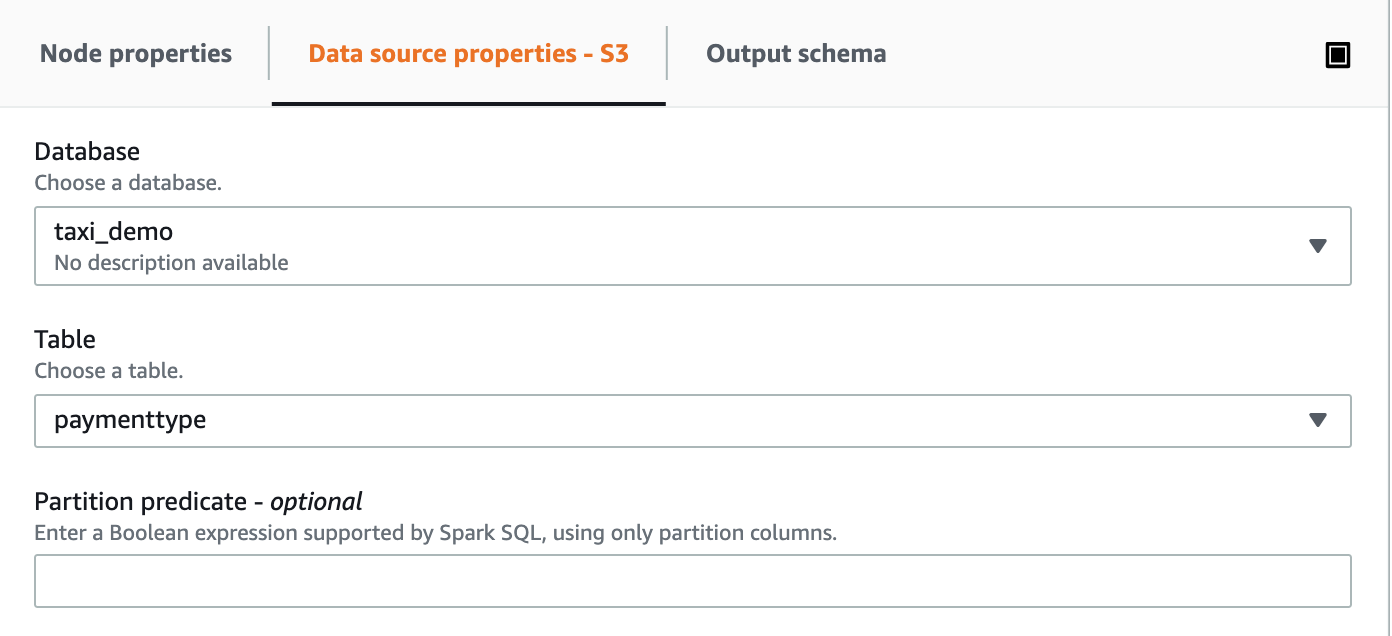 Node properties
Data source properties - S3
Output schema
Database
Choose a database.
taxi_demo
No description available
Table
Choose a table.
paymenttype
Partition predicate - optional
Enter a Boolean expression supported by Spark SQL, using only partition columns.